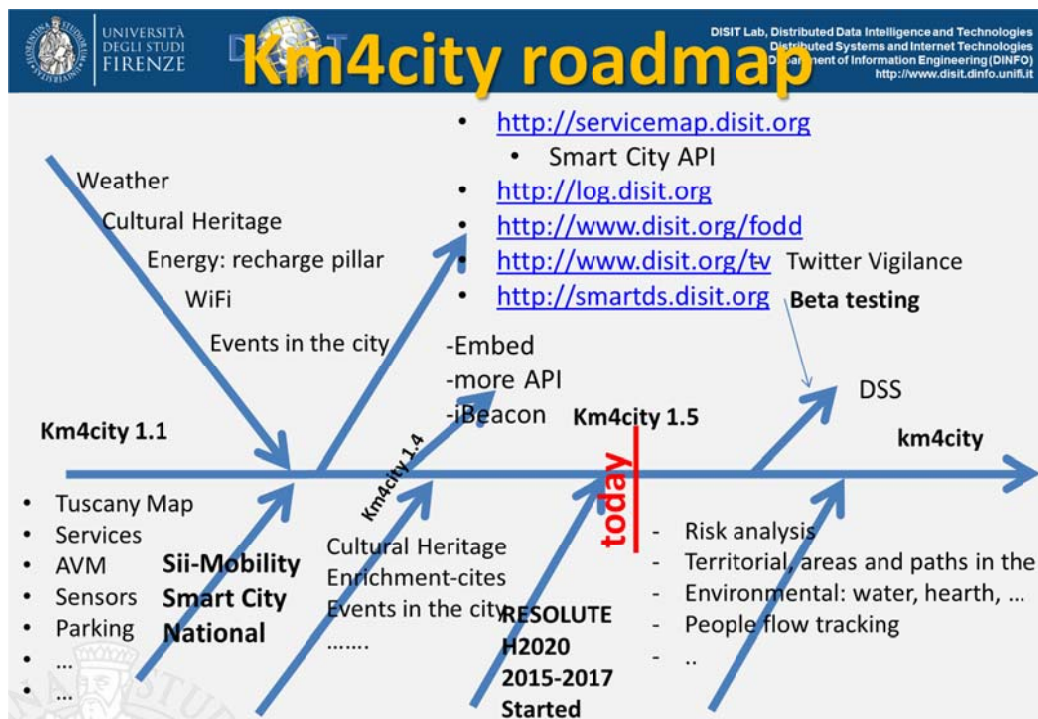 UNIVERSITÀ
DEGLI STUDI
FIRENZE
DISIT
DISIT Lab, Distributed Data Intelligence and Technologies
Distributed Systems and Internet Technologies
Department of Information Engineering (DINFO)
http://www.disit.dinfo.unifi.it
Km4city roadmap
• http://servicemap.disit.org
• Smart City API
• http://log.disit.org
• http://www.disit.org/fodd
• http://www.disit.org/tv - Twitter Vigilance
• http://smartds.disit.org Beta testing
Weather
Cultural Heritage
Energy: recharge pillar
WiFi
Events in the city
-Embed
-more API
-iBeacon
DSS
Km4city 1.1
Km4city 1.4
Km4city 1.5
km4city
today
• Tuscany Map
• Services
• AVM
• Sensors
• Parking
• ...
• ...
Sii-Mobility
Smart City
National
Cultural Heritage
Enrichment-cites
Events in the city
.......
RESOLUTE
H2020
2015-2017
Started
- Risk analysis
- Territorial, areas and paths in the
- Environmental: water, hearth, ...
- People flow tracking
- ..